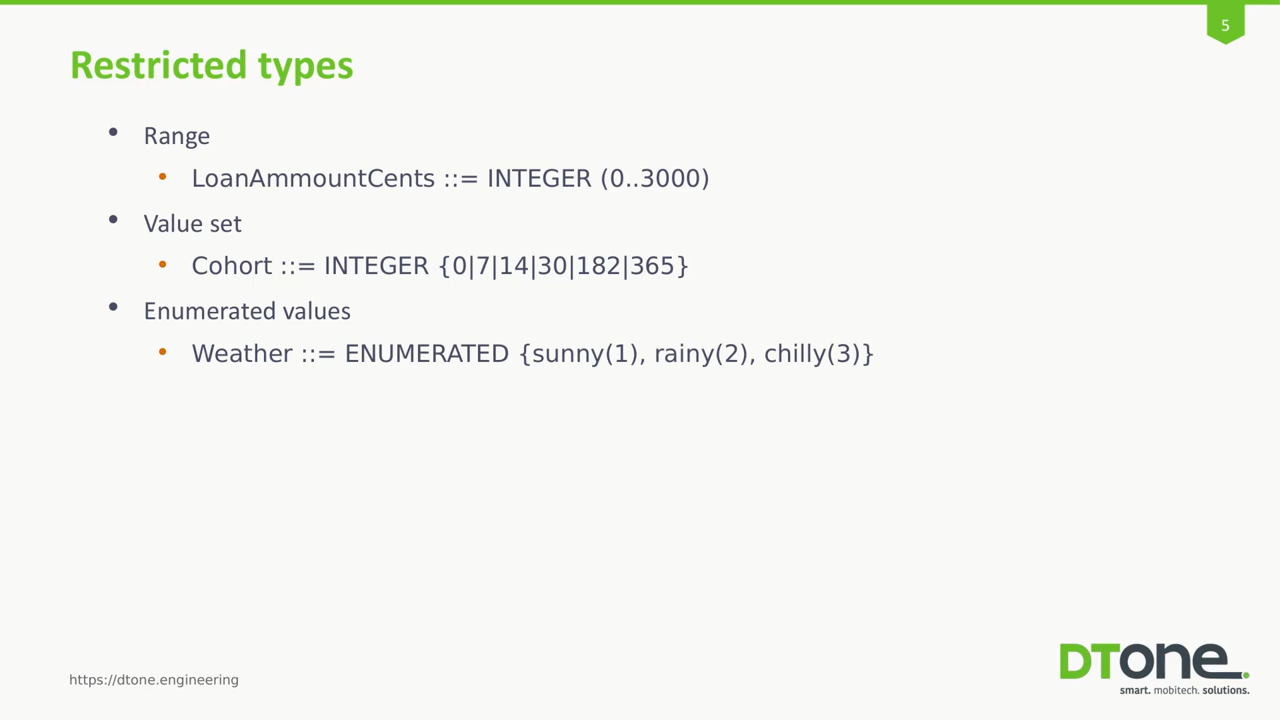 5
Restricted types
• Range
• LoanAmmountCents ::= INTEGER (0..3000)
• Value set
• Cohort ::= INTEGER {0|7|14|30|182|365}
• Enumerated values
• Weather ::= ENUMERATED {sunny(1), rainy(2), chilly(3)}
https://dtone.engineering
DTone.
smart. mobitech. solutions.